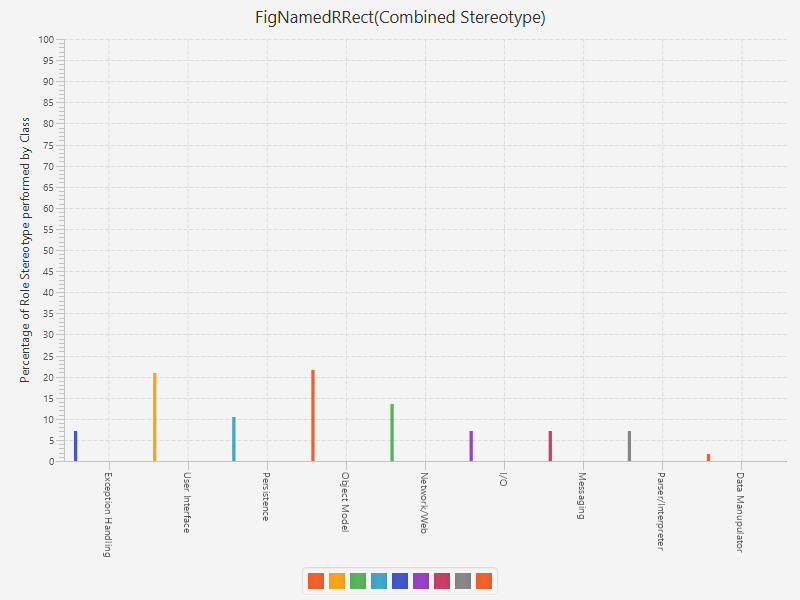 FigNamedRRect(Combined Stereotype)
Percentage of Role Stereotype performed by Class
100
95
90
85
80
75
70
65
60
55
50
45
40
35
30
25
20
15
10
5
0
Exception Handling
User Interface
Persistence
Object Model
Network/Web
I/O
Messaging
Parser/Interpreter
Data Manupulator